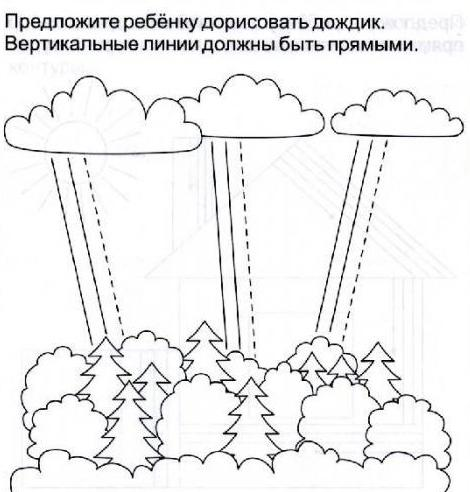 Предложите ребёнку дорисовать дождик.
Вертикальные линии должны быть прямыми.